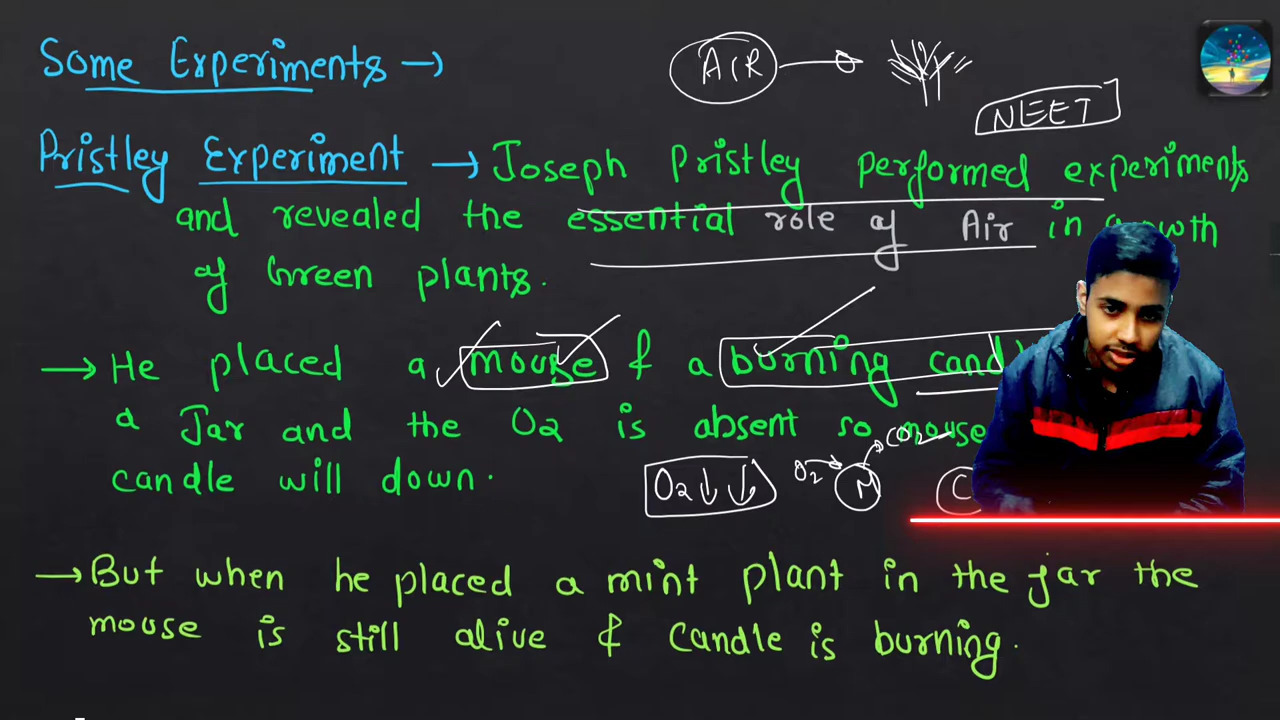 Some Experiments →
AIR
NEET
Pristley Experiment → Joseph Pristley performed experiments
and revealed the essential role of Air in growth
of Green plants.
→ He placed a mouse & a burning
a Jar and the O2 is absent so mouse
candle will down.
O2↓↓ O2 M CO2 C
→ But when he placed a mint plant in the jar the
mouse is still alive & candle is burning.